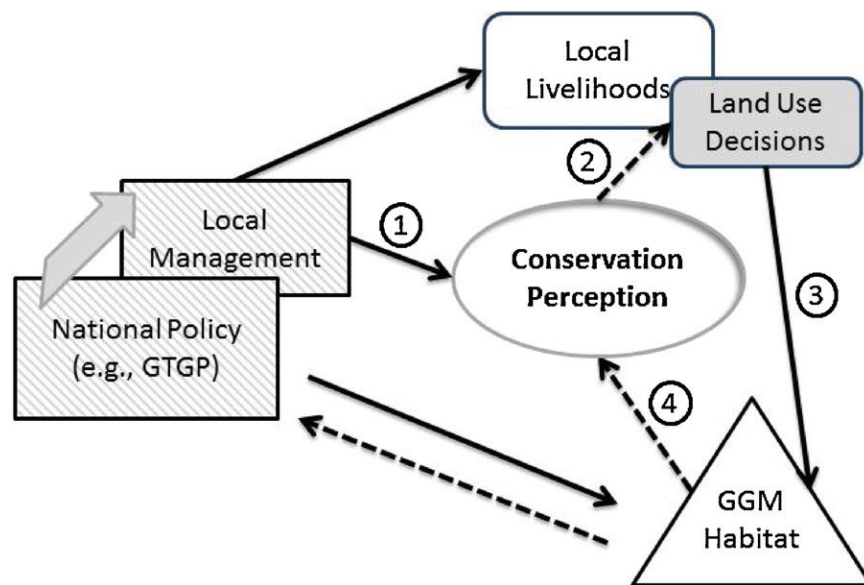 Local
Livelihoods
Land Use
Decisions
2
Local
Management
1
Conservation
Perception
National Policy
(e.g., GTGP)
3
4
GGM
Habitat